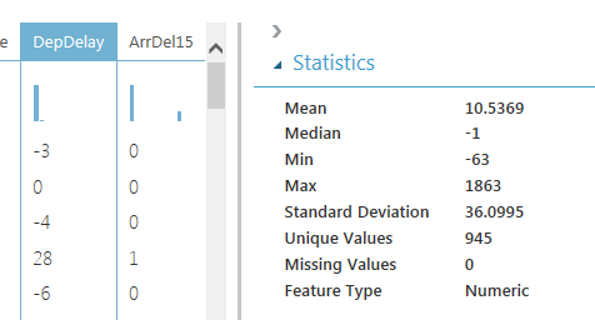 e DepDelay ArrDel15
-3 0
0 0
-4 0
28 1
-6 0
Statistics
Mean 10.5369
Median -1
Min -63
Max 1863
Standard Deviation 36.0995
Unique Values 945
Missing Values 0
Feature Type Numeric